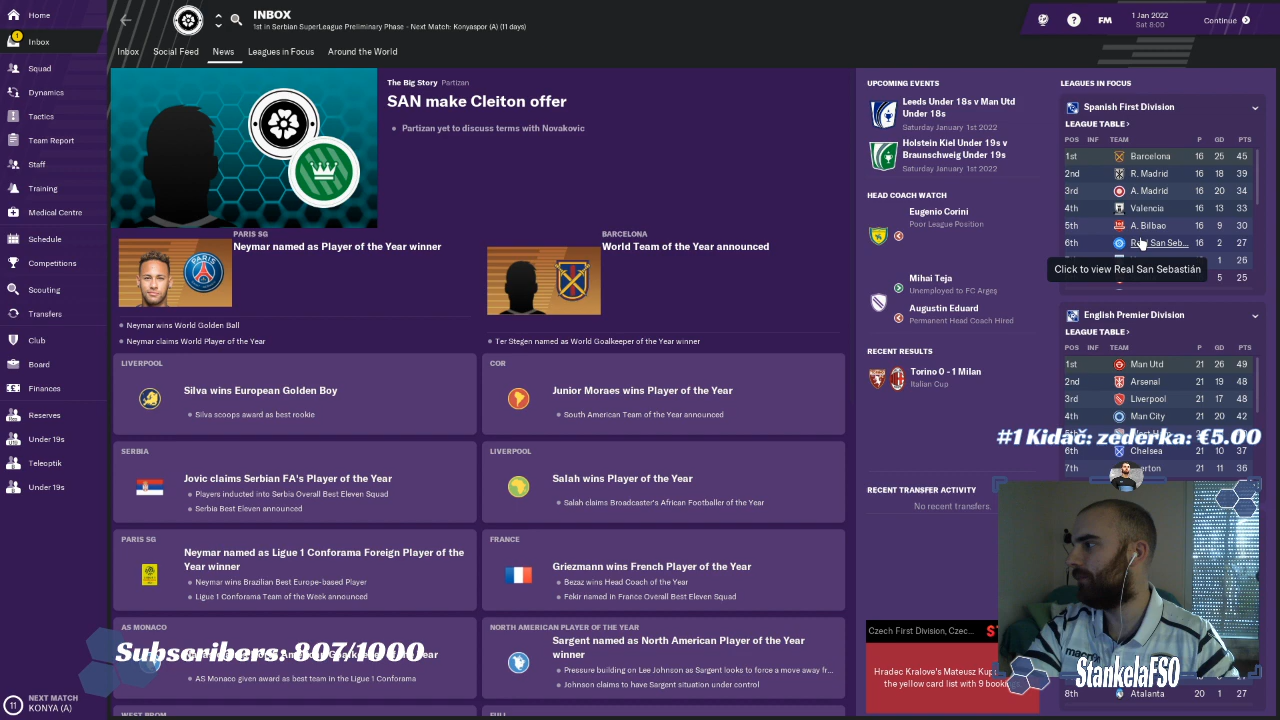 Home
INBOX
1st in Serbian SuperLeague Preliminary Phase - Next Match: Konyaspor (A) (11 days)
FM
1 Jan 2022
Sat 8:00
Continue
1
Inbox
Inbox
Social Feed
News
Leagues in Focus
Around the World
Squad
Dynamics
Tactics
Team Report
Staff
Training
Medical Centre
Schedule
Competitions
Scouting
Transfers
Club
Board
Finances
Reserves
Under 19s
Teleoptik
Under 19s
11
NEXT MATCH
KONYA (A)
The Big Story Partizan
SAN make Cleiton offer
Partizan yet to discuss terms with Novakovic
PARIS SG
Neymar named as Player of the Year winner
Neymar wins World Golden Ball
Neymar claims World Player of the Year
BARCELONA
World Team of the Year announced
Ter Stegen named as World Goalkeeper of the Year winner
LIVERPOOL
Silva wins European Golden Boy
Silva scoops award as best rookie
COR
Junior Moraes wins Player of the Year
South American Team of the Year announced
SERBIA
Jovic claims Serbian FA's Player of the Year
Players inducted into Serbia Overall Best Eleven Squad
Serbia Best Eleven announced
LIVERPOOL
Salah wins Player of the Year
Salah claims Broadcaster's African Footballer of the Year
PARIS SG
Neymar named as Ligue 1 Conforama Foreign Player of the
Year winner
Neymar wins Brazilian Best Europe-based Player
Ligue 1 Conforama Team of the Week announced
FRANCE
Griezmann wins French Player of the Year
Bezaz wins Head Coach of the Year
Fekir named in France Overall Best Eleven Squad
AS MONACO
Subscribers: 807/1000
AS Monaco given award as best team in the Ligue 1 Conforama
NORTH AMERICAN PLAYER OF THE YEAR
Sargent named as North American Player of the Year
winner
Pressure building on Lee Johnson as Sargent looks to force a move away fr...
Johnson claims to have Sargent situation under control
WEST BROM
UPCOMING EVENTS
Leeds Under 18s v Man Utd
Under 18s
Saturday January 1st 2022
Holstein Kiel Under 19s v
Braunschweig Under 19s
Saturday January 1st 2022
HEAD COACH WATCH
Eugenio Corini
Poor League Position
Mihai Teja
Unemployed to FC Argeș
Augustin Eduard
Permanent Head Coach Hired
RECENT RESULTS
Torino 0 - 1 Milan
Italian Cup
RECENT TRANSFER ACTIVITY
No recent transfers.
Czech First Division, Czec...
Hradec Kralove's Mateusz
the yellow card list with 9
LEAGUES IN FOCUS
Spanish First Division
LEAGUE TABLE >
POS INF TEAM P GD PTS
1st Barcelona 16 25 45
2nd R. Madrid 16 18 39
3rd A. Madrid 16 20 34
4th Valencia 16 13 33
5th A. Bilbao 16 9 30
6th San Seb... 16 2 27
1 26
Click to view Real San Sebastián
5 25
English Premier Division
LEAGUE TABLE >
POS INF TEAM P GD PTS
1st Man Utd 21 26 49
2nd Arsenal 21 19 48
3rd Liverpool 21 17 48
4th Man City 21 20 42
#1 Kidač: zederka: €5.00
6th Chelsea 21 10 37
7th 21 11 36
StankelaFSO
8th Atalanta 20 1 27